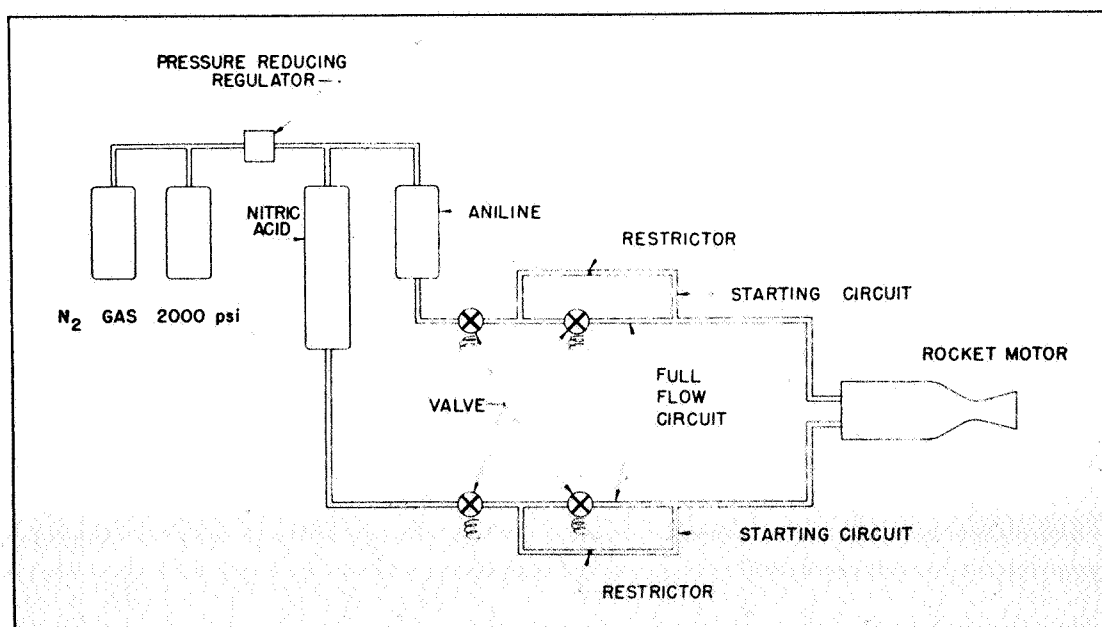 PRESSURE REDUCING
REGULATOR
NITRIC
ACID
ANILINE
RESTRICTOR
STARTING CIRCUIT
N2 GAS 2000 psi
ROCKET MOTOR
FULL
FLOW
CIRCUIT
VALVE
STARTING CIRCUIT
RESTRICTOR